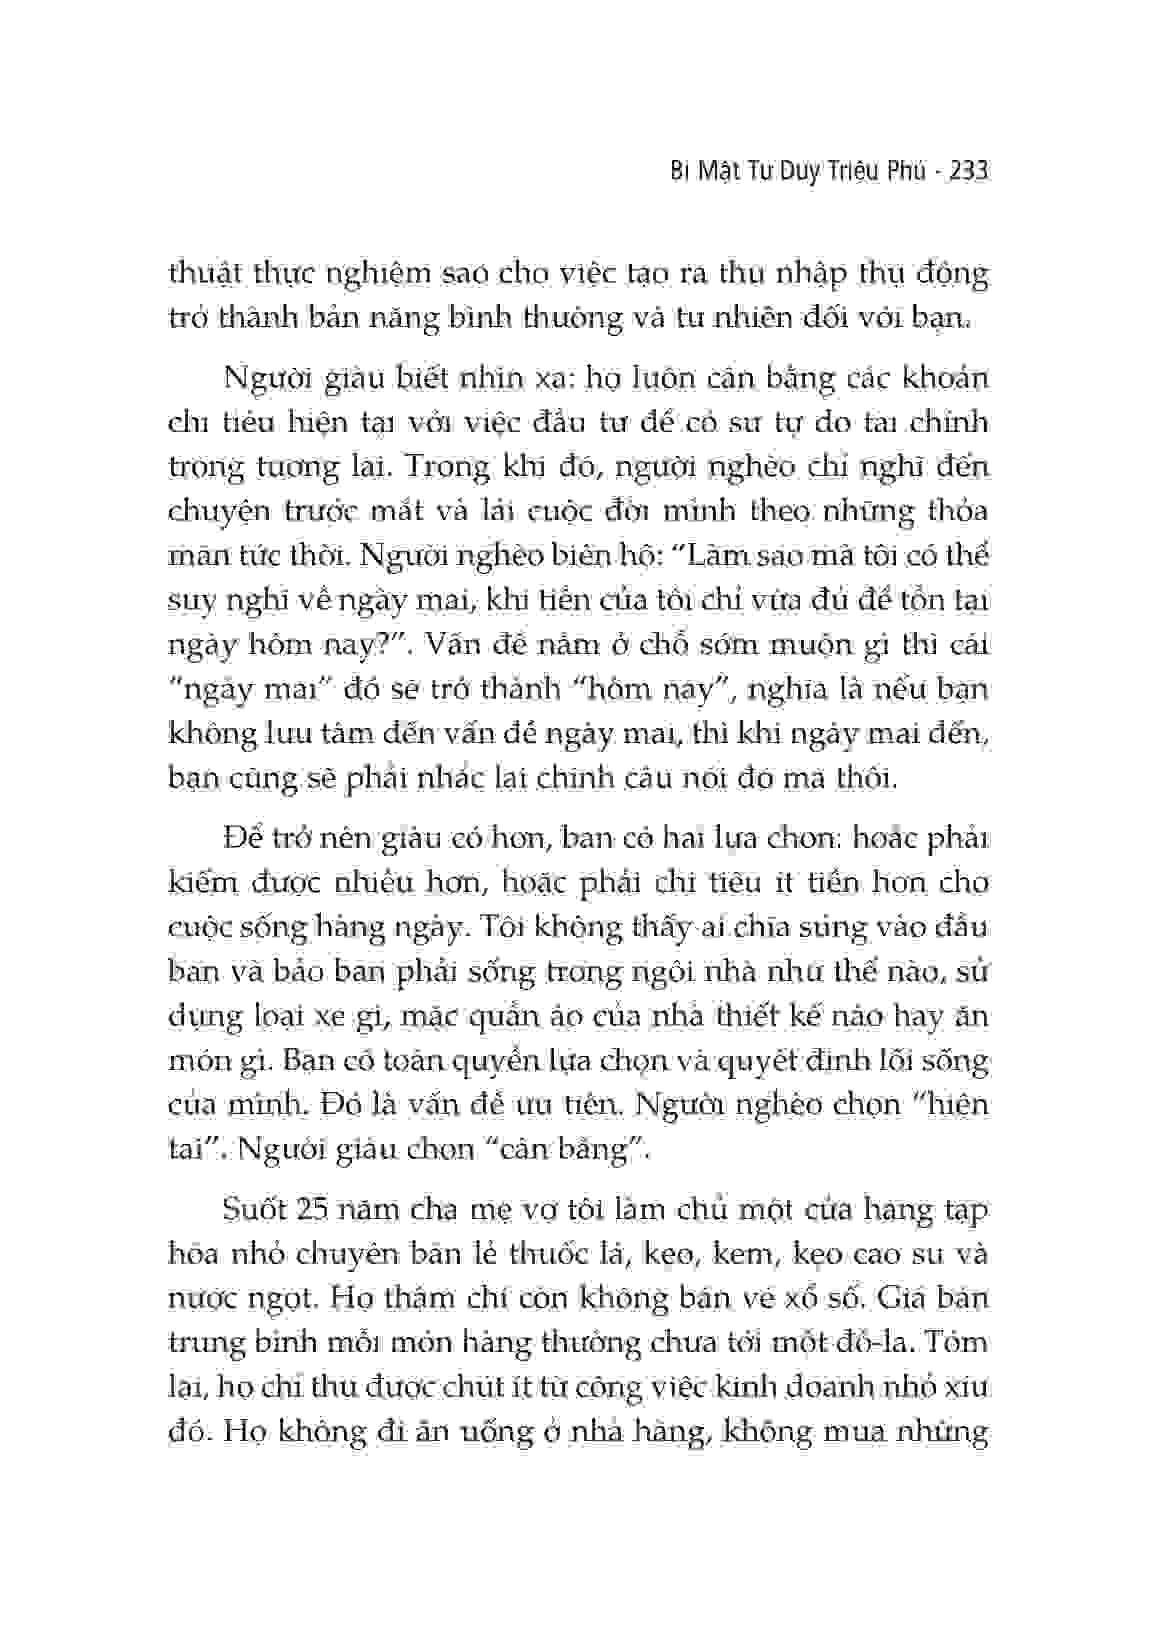 Bí Mật Tư Duy Triệu Phú - 233
thuật thực nghiệm sao cho việc tạo ra thu nhập thụ động
trở thành bản năng bình thường và tự nhiên đối với bạn.
Người giàu biết nhìn xa: họ luôn cân bằng các khoản
chi tiêu hiện tại với việc đầu tư để có sự tự do tài chính
trong tương lai. Trong khi đó, người nghèo chỉ nghĩ đến
chuyện trước mắt và lái cuộc đời mình theo những thỏa
mãn tức thời. Người nghèo biện hộ: “Làm sao mà tôi có thể
suy nghĩ về ngày mai, khi tiền của tôi chỉ vừa đủ để tồn tại
ngày hôm nay?”. Vấn đề nằm ở chỗ sớm muộn gì thì cái
“ngày mai” đó sẽ trở thành “hôm nay”, nghĩa là nếu bạn
không lưu tâm đến vấn đề ngày mai, thì khi ngày mai đến,
bạn cũng sẽ phải nhắc lại chính câu nói đó mà thôi.
Để trở nên giàu có hơn, bạn có hai lựa chọn: hoặc phải
kiếm được nhiều hơn, hoặc phải chi tiêu ít tiền hơn cho
cuộc sống hàng ngày. Tôi không thấy ai chĩa súng vào đầu
bạn và bảo bạn phải sống trong ngôi nhà như thế nào, sử
dụng loại xe gì, mặc quần áo của nhà thiết kế nào hay ăn
món gì. Bạn có toàn quyền lựa chọn và quyết định lối sống
của mình. Đó là vấn đề ưu tiên. Người nghèo chọn “hiện
tại”. Người giàu chọn “cân bằng”.
Suốt 25 năm cha mẹ vợ tôi làm chủ một cửa hàng tạp
hóa nhỏ chuyên bán lẻ thuốc lá, kẹo, kem, kẹo cao su và
nước ngọt. Họ thậm chí còn không bán vé xổ số. Giá bán
trung bình mỗi món hàng thường chưa tới một đô-la. Tóm
lại, họ chỉ thu được chút ít từ công việc kinh doanh nhỏ xíu
đó. Họ không đi ăn uống ở nhà hàng, không mua những